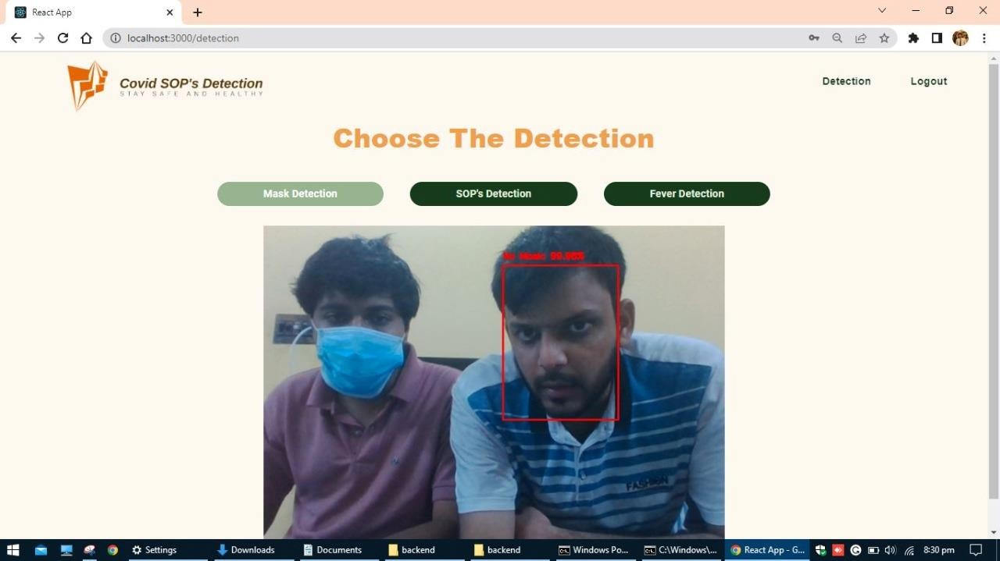 React App
localhost:3000/detection
Covid SOP's Detection
STAY SAFE AND HEALTHY
Detection
Logout
Choose The Detection
Mask Detection
SOP's Detection
Fever Detection
No Mask: 99.98%
FASHION
Settings
Downloads
Documents
backend
backend
Windows Po...
C:\Windows\...
React App - G...
8:30 pm